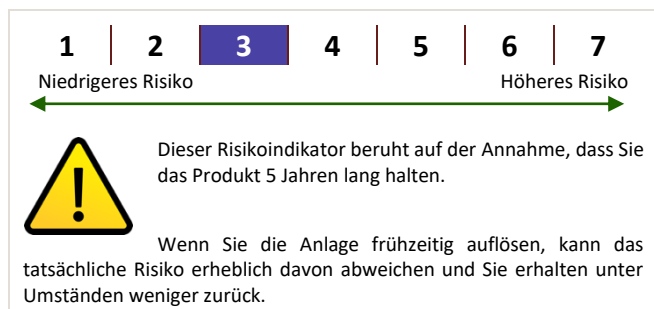 1 2 3 4 5 6 7
Niedrigeres Risiko Höheres Risiko
Dieser Risikoindikator beruht auf der Annahme, dass Sie
das Produkt 5 Jahren lang halten.
Wenn Sie die Anlage frühzeitig auflösen, kann das
tatsächliche Risiko erheblich davon abweichen und Sie erhalten unter
Umständen weniger zurück.